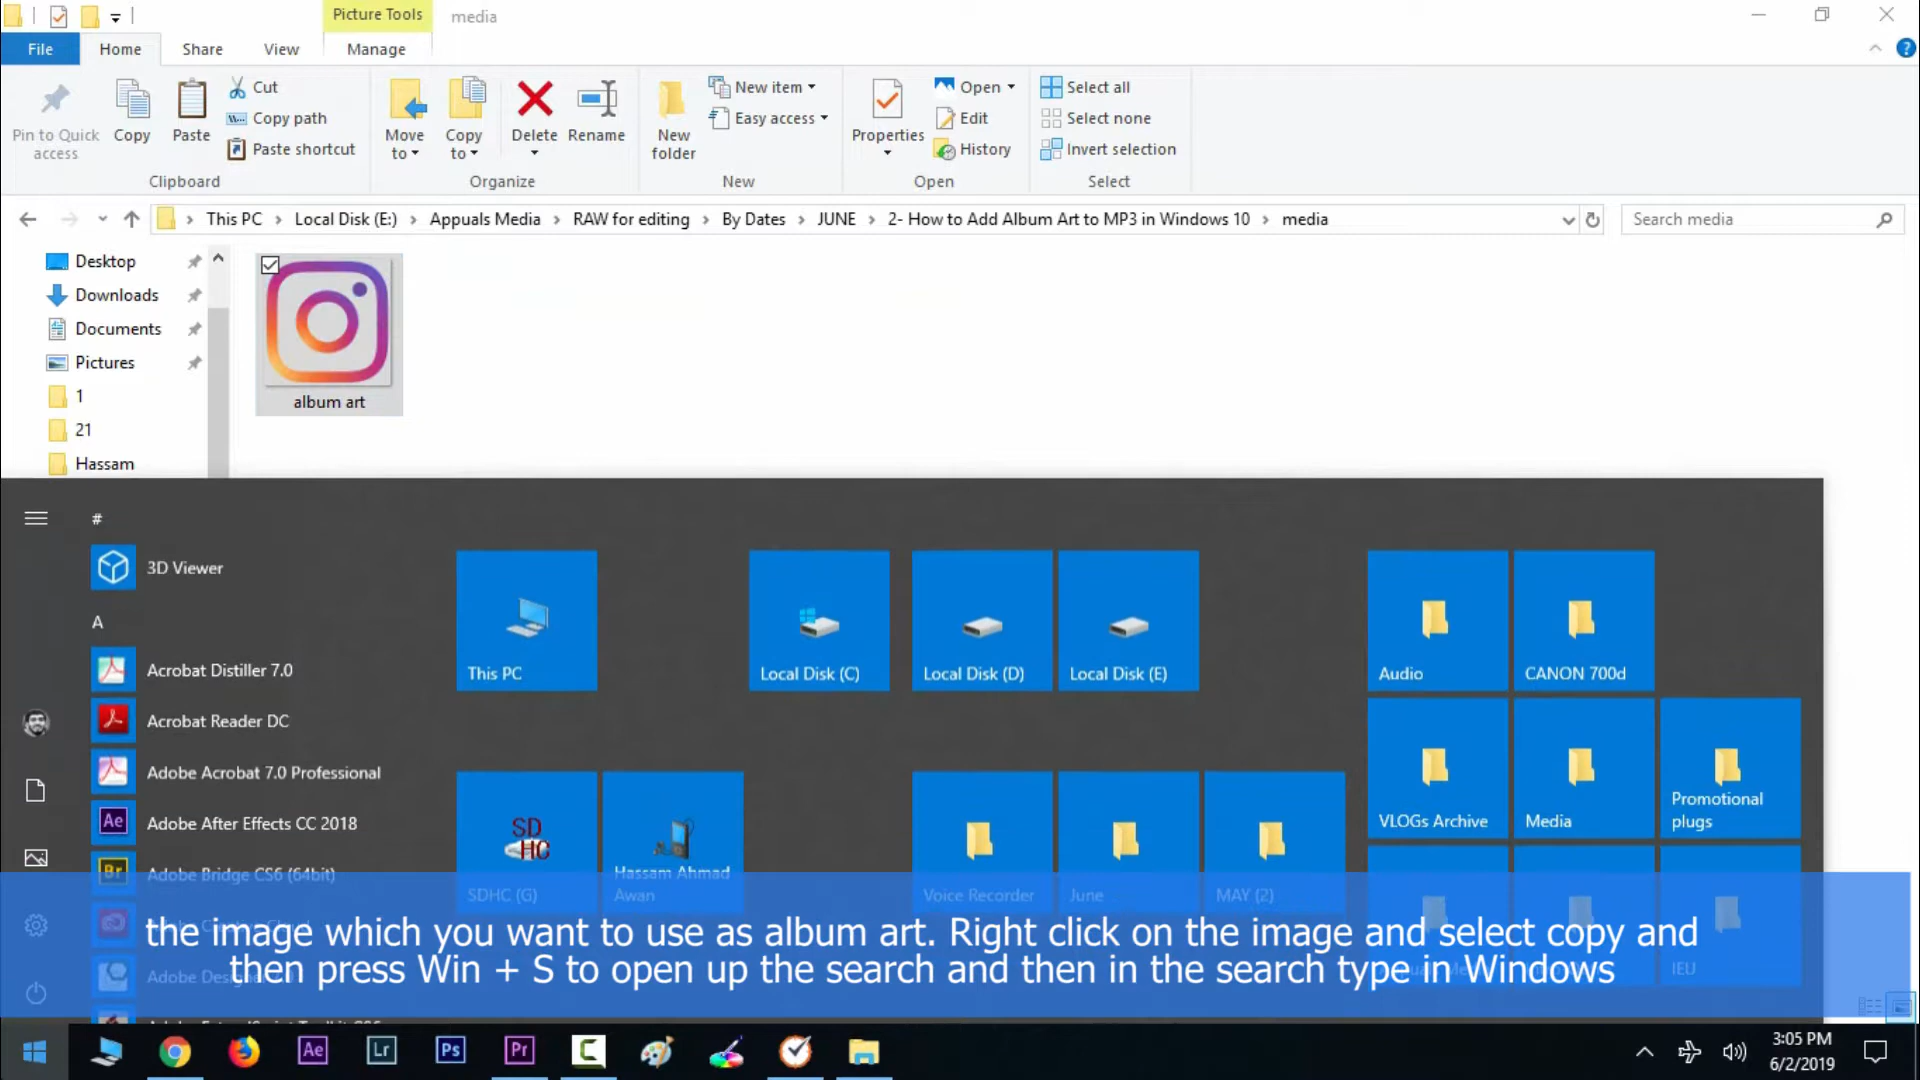 Picture Tools
media
File
Home
Share
View
Manage
Pin to Quick
access
Copy
Paste
Cut
Copy path
Paste shortcut
Clipboard
Move
to
Copy
to
Delete
Rename
Organize
New
folder
New item
Easy access
New
Properties
Open
Edit
History
Open
Select all
Select none
Invert selection
Select
This PC > Local Disk (E:) > Appuals Media > RAW for editing > By Dates > JUNE > 2- How to Add Album Art to MP3 in Windows 10 > media
Search media
Desktop
Downloads
Documents
Pictures
1
21
Hassam
album art
#
3D Viewer
A
Acrobat Distiller 7.0
Acrobat Reader DC
Adobe Acrobat 7.0 Professional
Adobe After Effects CC 2018
Adobe Bridge CS6 (64bit)
This PC
Local Disk (C)
Local Disk (D)
Local Disk (E)
Audio
CANON 700d
VLOGs Archive
Media
Promotional
plugs
SDHC (G)
Hassam Ahmad
Awan
Voice Recorder
June
MAY (2)
IEU
the image which you want to use as album art. Right click on the image and select copy and
then press Win + S to open up the search and then in the search type in Windows
Ae
Lr
Ps
Pr
3:05 PM
6/2/2019